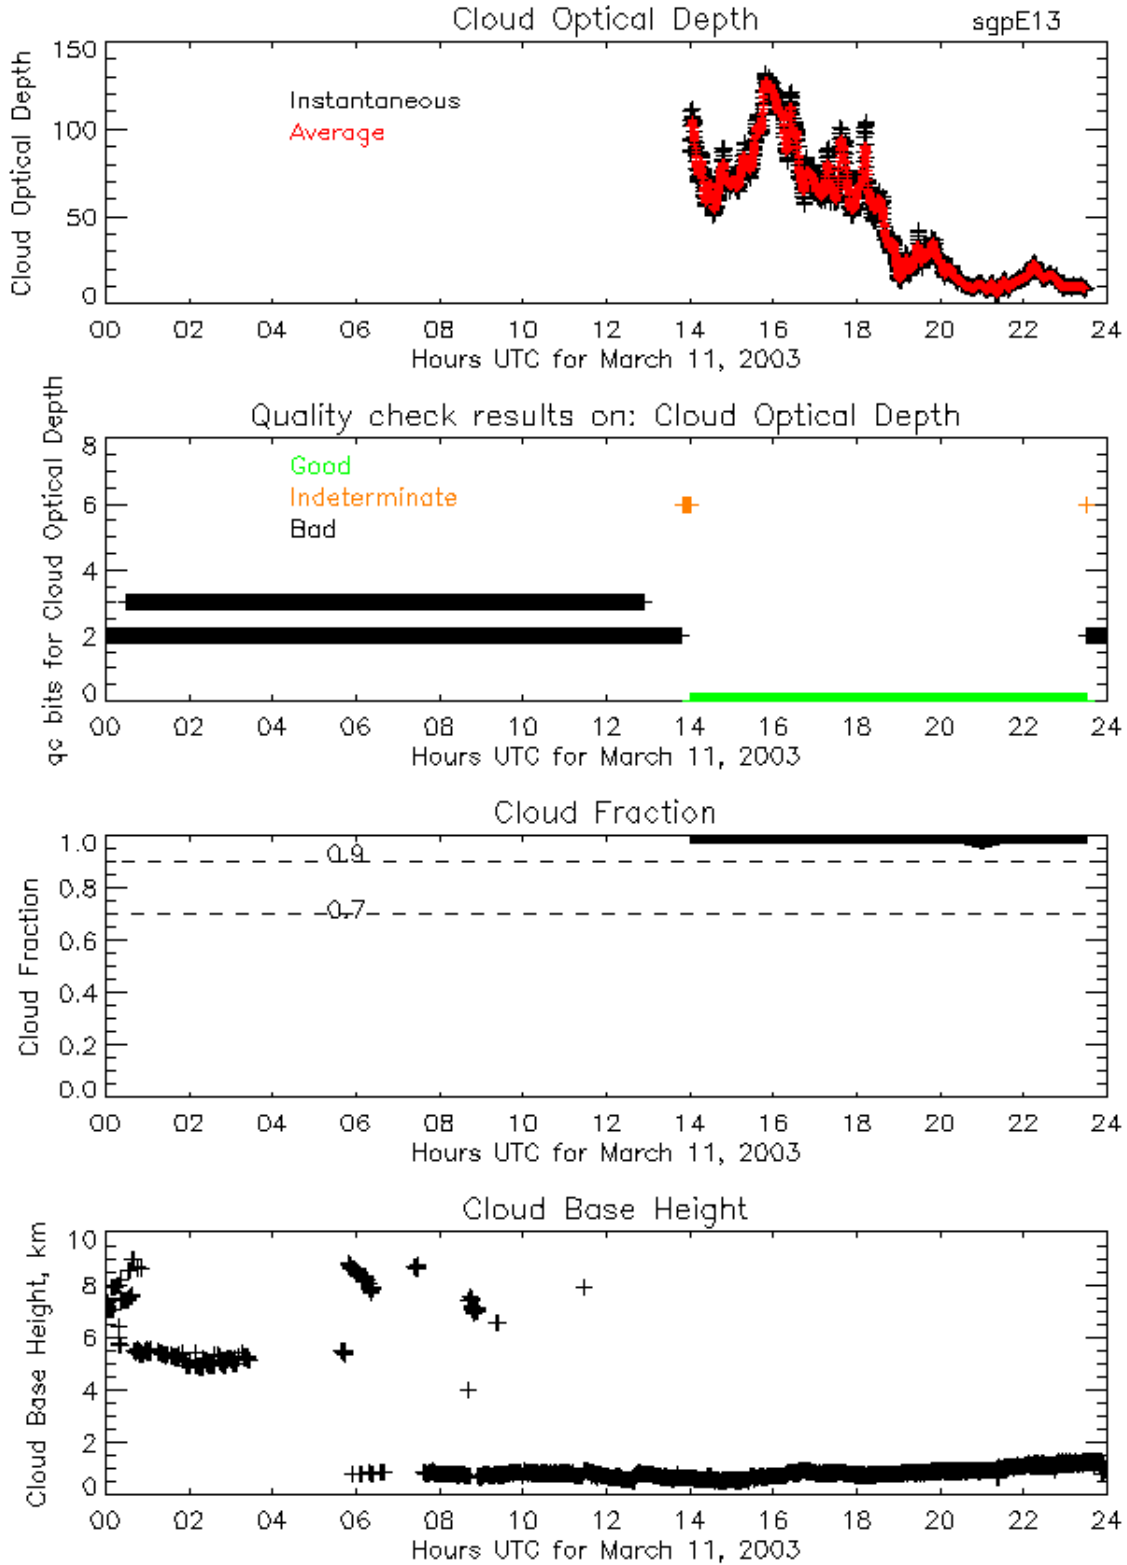 Cloud Optical Depth
sgpE13
Cloud Optical Depth
150
100
50
0
Instantaneous
Average
00 02 04 06 08 10 12 14 16 18 20 22 24
Hours UTC for March 11, 2003
Quality check results on: Cloud Optical Depth
qc bits for Cloud Optical Depth
8
6
4
2
0
Good
Indeterminate
Bad
00 02 04 06 08 10 12 14 16 18 20 22 24
Hours UTC for March 11, 2003
Cloud Fraction
Cloud Fraction
1.0
0.8
0.6
0.4
0.2
0.0
0.9
0.7
00 02 04 06 08 10 12 14 16 18 20 22 24
Hours UTC for March 11, 2003
Cloud Base Height
Cloud Base Height, km
10
8
6
4
2
0
00 02 04 06 08 10 12 14 16 18 20 22 24
Hours UTC for March 11, 2003